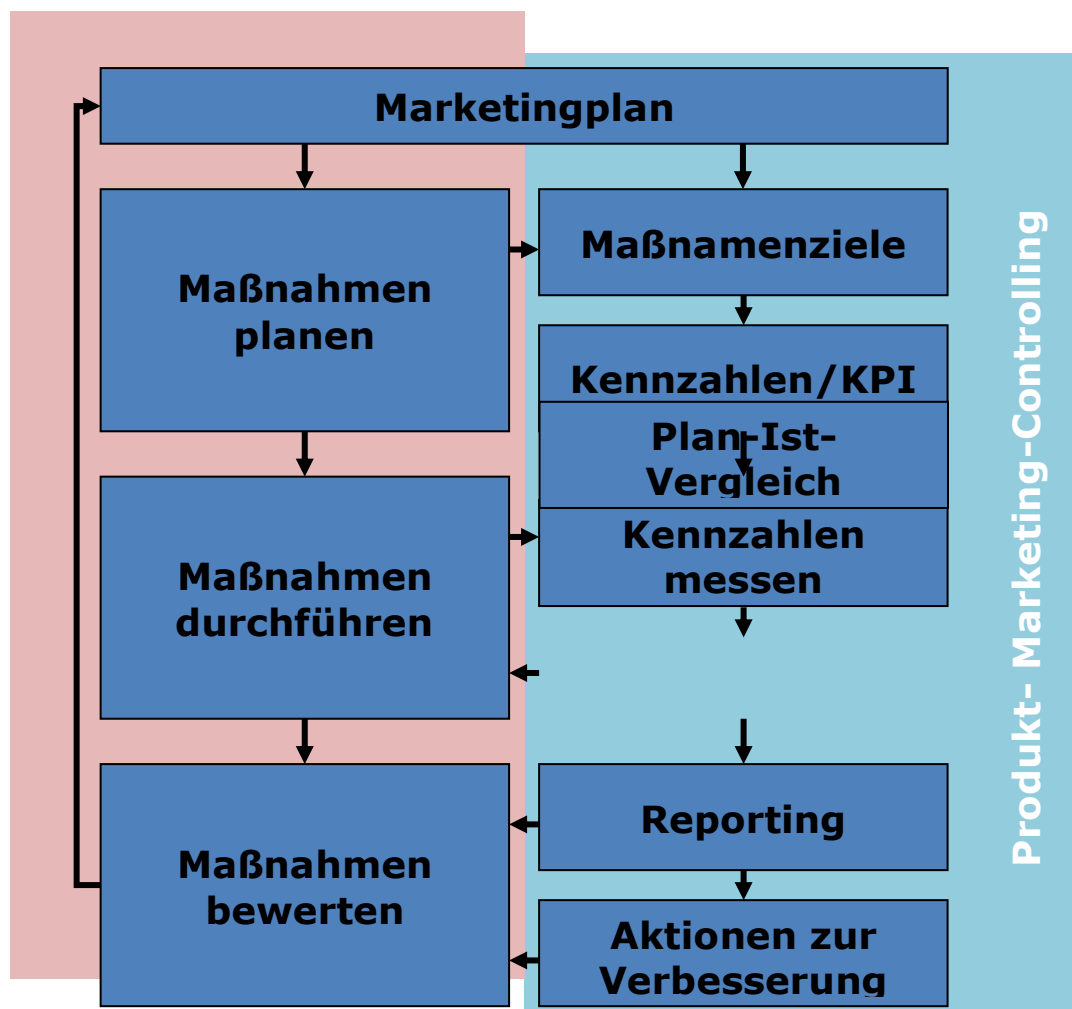 Marketingplan
Maßnahmen
planen
Maßnamenziele
Kennzahlen/KPI
Plan-Ist-
Vergleich
Kennzahlen
messen
Maßnahmen
durchführen
Reporting
Maßnahmen
bewerten
Aktionen zur
Verbesserung
Produkt- Marketing-Controlling